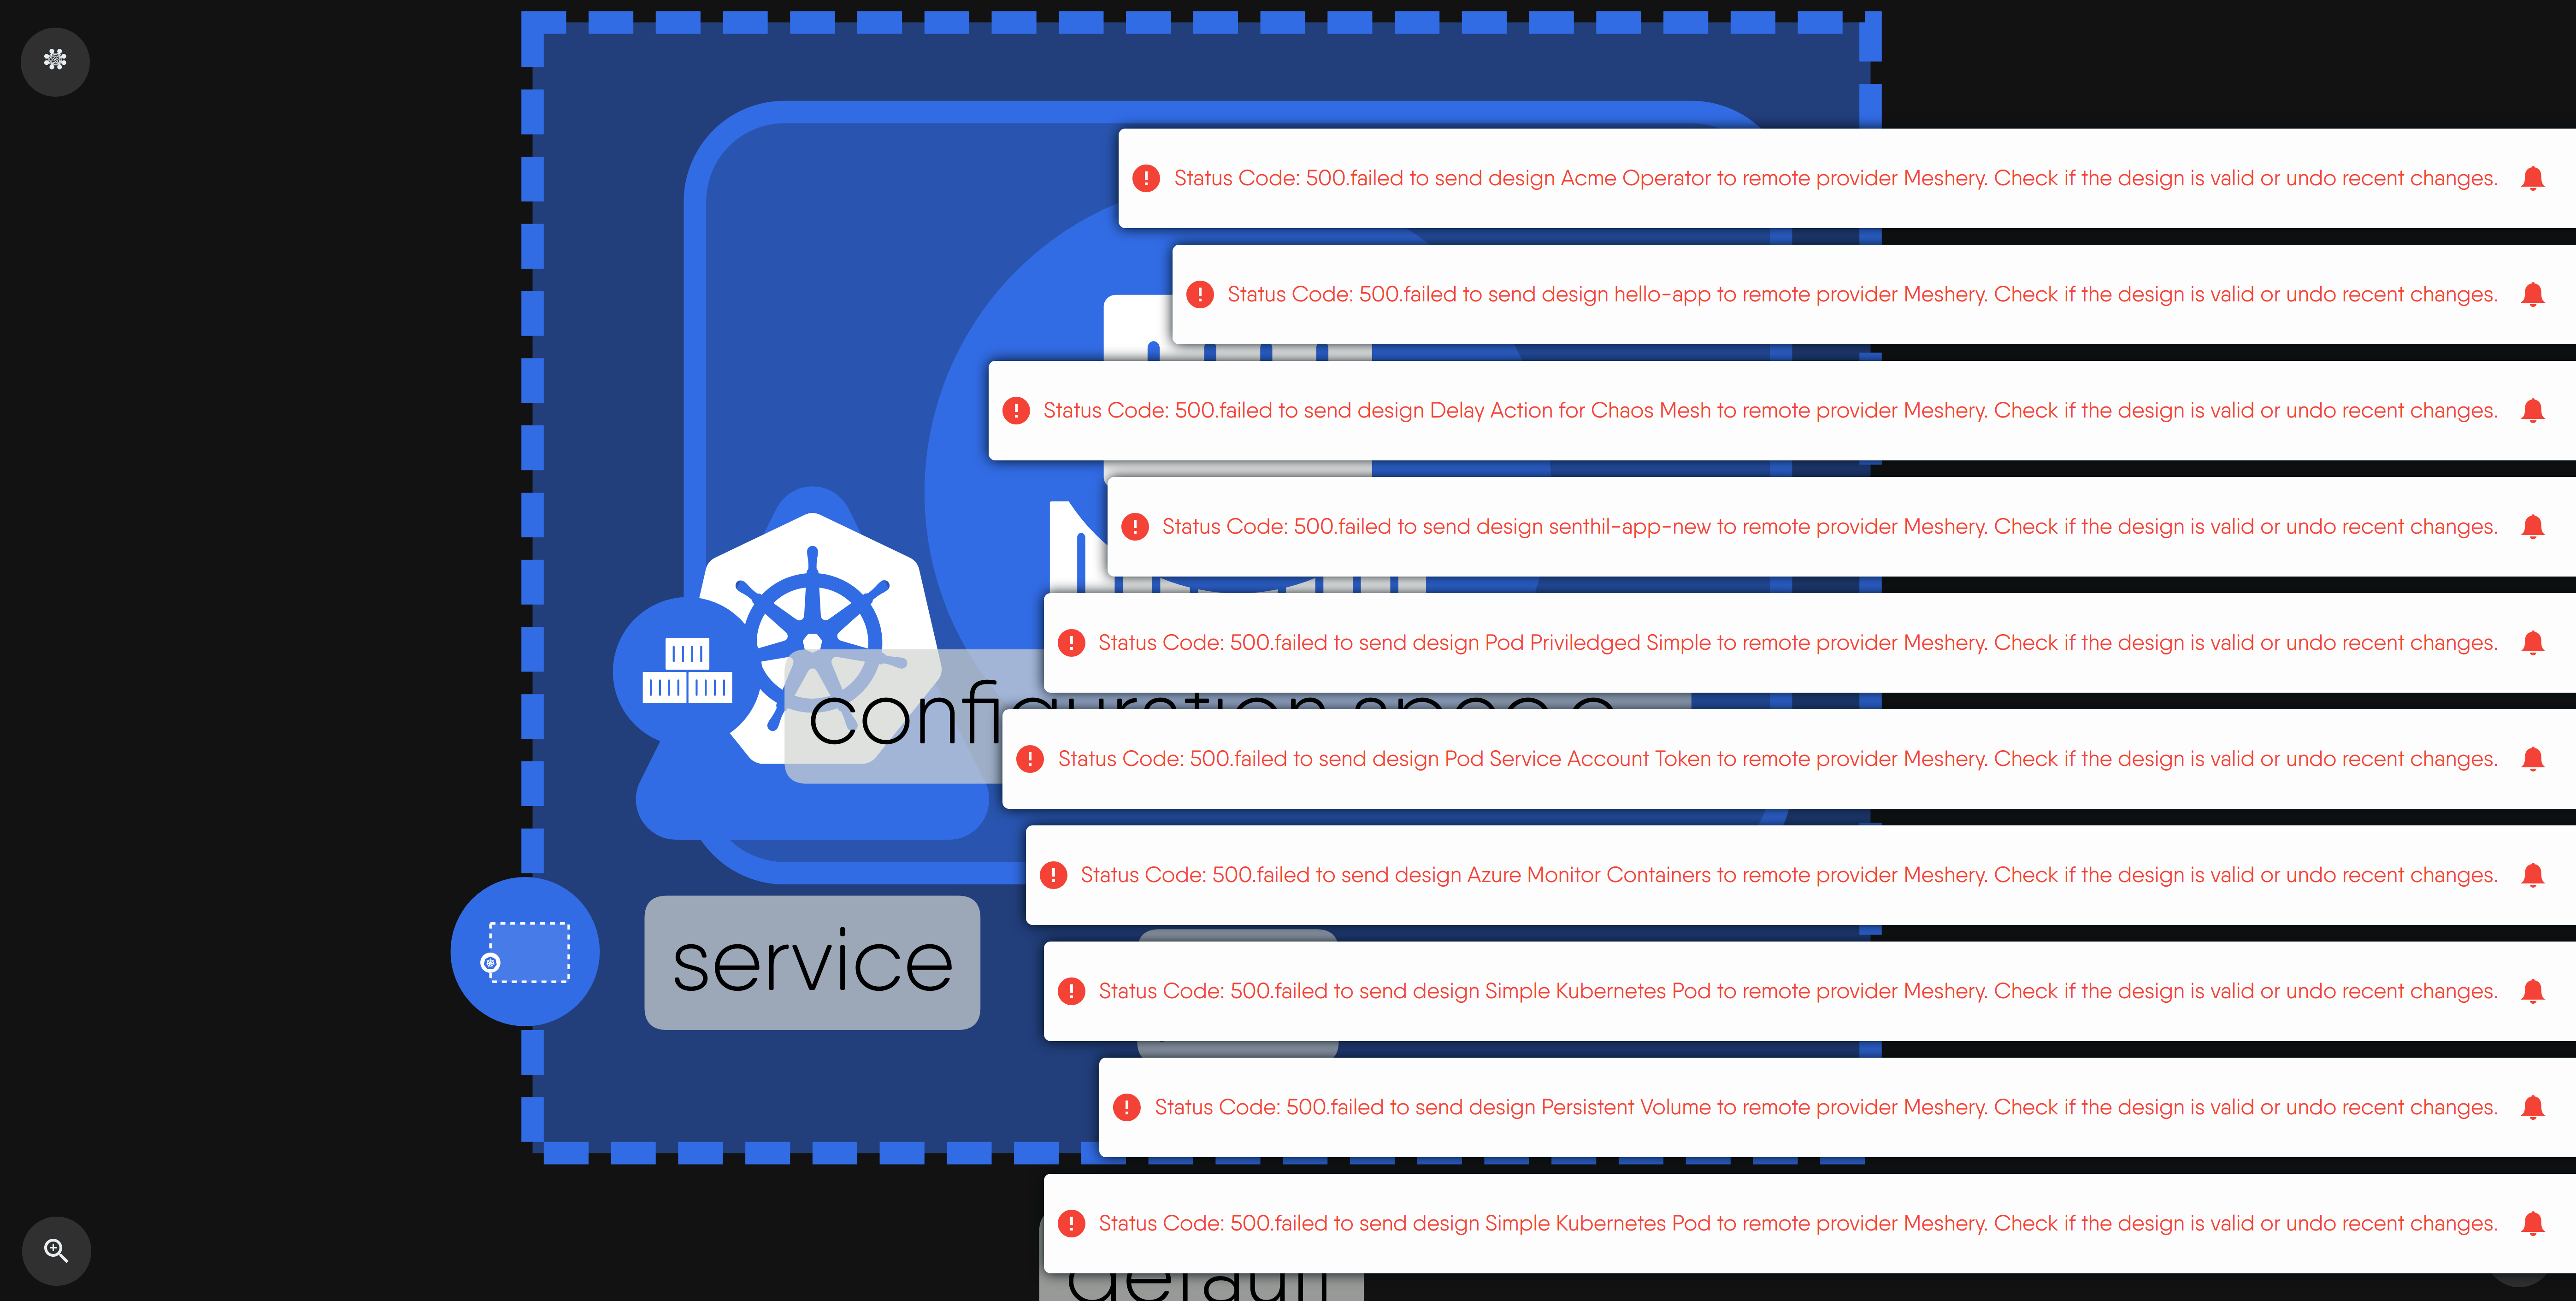 Status Code: 500.failed to send design Acme Operator to remote provider Meshery. Check if the design is valid or undo recent changes.
Status Code: 500.failed to send design hello-app to remote provider Meshery. Check if the design is valid or undo recent changes.
Status Code: 500.failed to send design Delay Action for Chaos Mesh to remote provider Meshery. Check if the design is valid or undo recent changes.
Status Code: 500.failed to send design senthil-app-new to remote provider Meshery. Check if the design is valid or undo recent changes.
Status Code: 500.failed to send design Pod Priviledged Simple to remote provider Meshery. Check if the design is valid or undo recent changes.
Status Code: 500.failed to send design Pod Service Account Token to remote provider Meshery. Check if the design is valid or undo recent changes.
Status Code: 500.failed to send design Azure Monitor Containers to remote provider Meshery. Check if the design is valid or undo recent changes.
service
Status Code: 500.failed to send design Simple Kubernetes Pod to remote provider Meshery. Check if the design is valid or undo recent changes.
Status Code: 500.failed to send design Persistent Volume to remote provider Meshery. Check if the design is valid or undo recent changes.
Status Code: 500.failed to send design Simple Kubernetes Pod to remote provider Meshery. Check if the design is valid or undo recent changes.
default